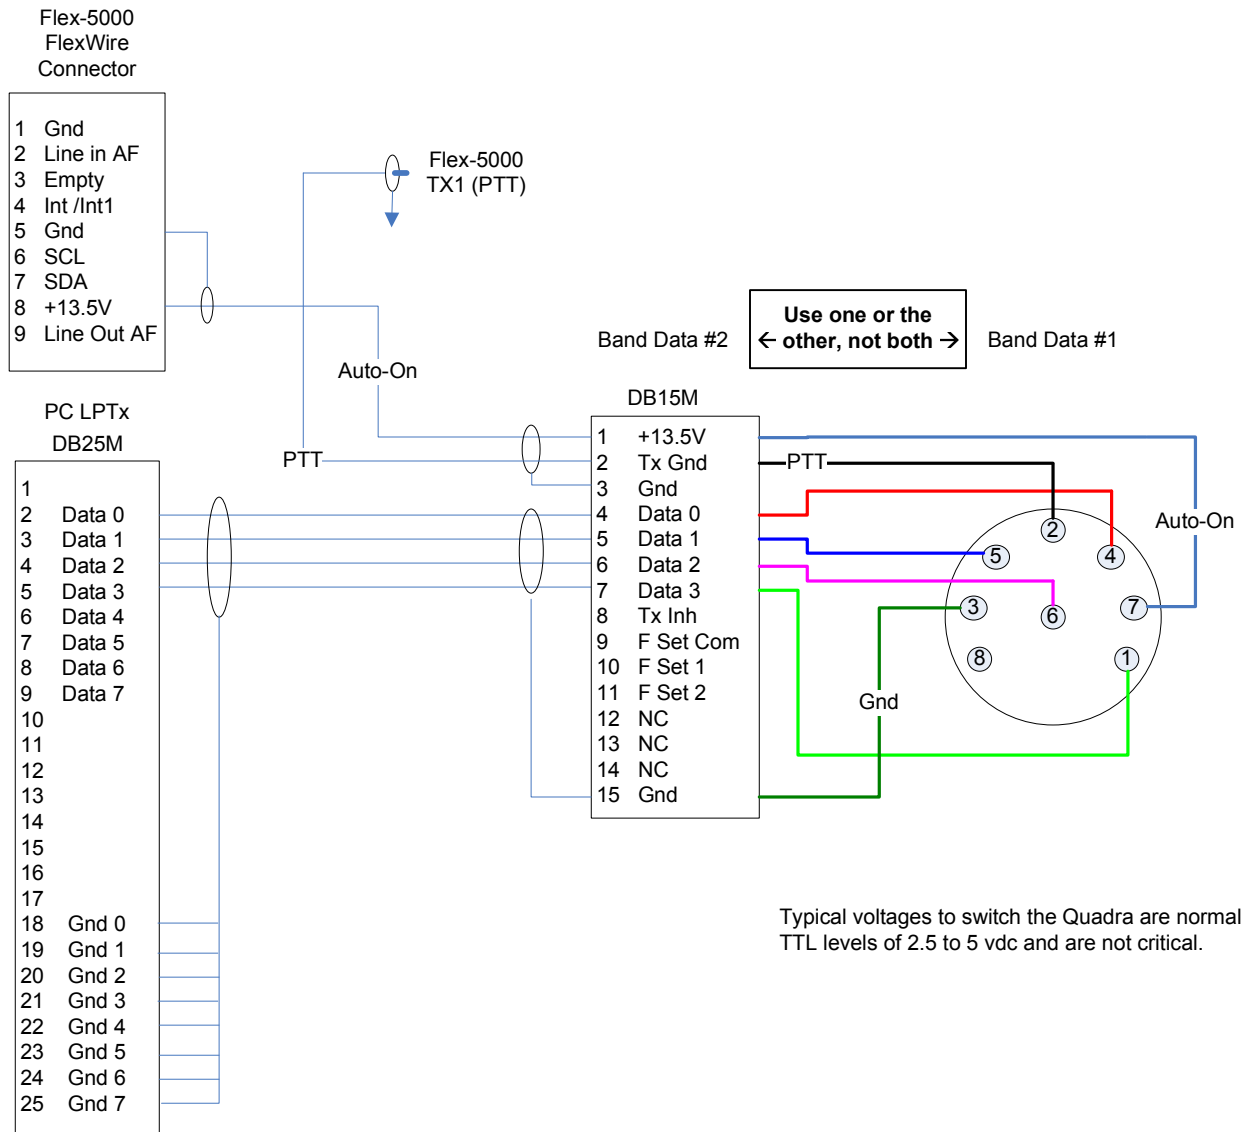 Flex-5000
FlexWire
Connector
1 Gnd
2 Line in AF
3 Empty
4 Int /Int1
5 Gnd
6 SCL
7 SDA
8 +13.5V
9 Line Out AF
Flex-5000
TX1 (PTT)
Auto-On
PTT
PC LPTx
DB25M
1
2 Data 0
3 Data 1
4 Data 2
5 Data 3
6 Data 4
7 Data 5
8 Data 6
9 Data 7
10
11
12
13
14
15
16
17
18 Gnd 0
19 Gnd 1
20 Gnd 2
21 Gnd 3
22 Gnd 4
23 Gnd 5
24 Gnd 6
25 Gnd 7
Band Data #2
Use one or the
← other, not both →
Band Data #1
DB15M
1 +13.5V
2 Tx Gnd
3 Gnd
4 Data 0
5 Data 1
6 Data 2
7 Data 3
8 Tx Inh
9 F Set Com
10 F Set 1
11 F Set 2
12 NC
13 NC
14 NC
15 Gnd
PTT
Auto-On
Gnd
2
5
4
3
6
7
8
1
Typical voltages to switch the Quadra are normal
TTL levels of 2.5 to 5 vdc and are not critical.